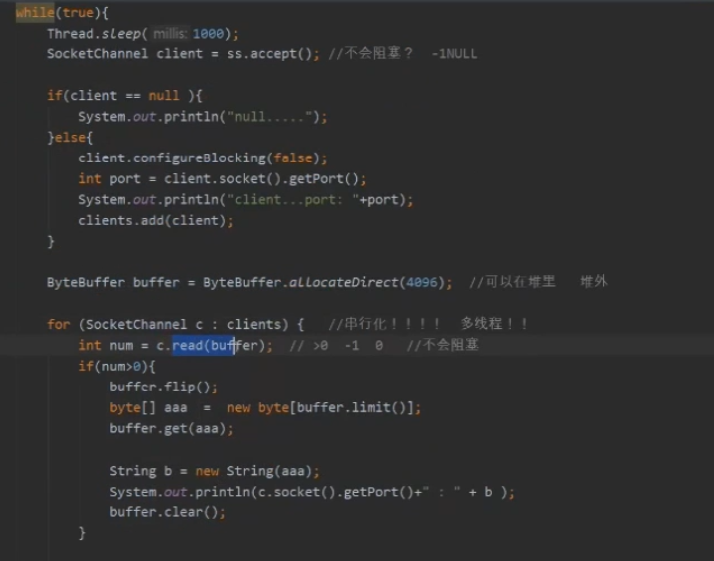 while(true){
Thread.sleep( millis: 1000);
SocketChannel client = ss.accept(); //不会阻塞？ -1NULL
if(client == null ){
System.out.println("null.....");
}else{
client.configureBlocking(false);
int port = client.socket().getPort();
System.out.println("client...port: "+port);
clients.add(client);
}
ByteBuffer buffer = ByteBuffer.allocateDirect(4096); //可以在堆里 堆外
for (SocketChannel c : clients) { //串行化！！！！ 多线程！！
int num = c.read(buffer); // >0 -1 0 //不会阻塞
if(num>0){
buffer.flip();
byte[] aaa = new byte[buffer.limit()];
buffer.get(aaa);
String b = new String(aaa);
System.out.println(c.socket().getPort()+" : " + b );
buffer.clear();
}